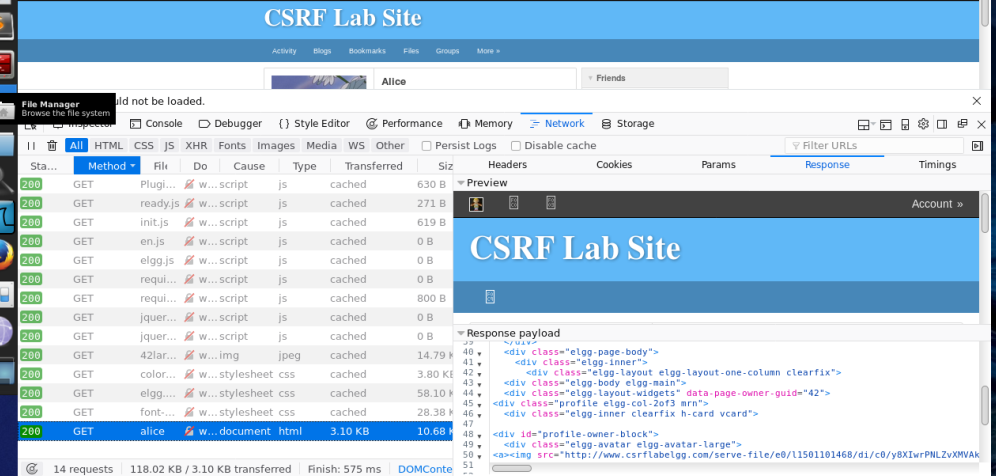 CSRF Lab Site
Activity Blogs Bookmarks Files Groups More »
Alice
Friends
File Manager
Browse the file system
uld not be loaded.
Inspector Console Debugger Style Editor Performance Memory Network Storage
All HTML CSS JS XHR Fonts Images Media WS Other Persist Logs Disable cache Filter URLs
Sta... Method File Do Type Transferred Siz
Headers Cookies Params Response Timings
200 GET Plugi... w... script js cached 630 B
200 GET ready.js w... script js cached 271 B
200 GET init.js w... script js cached 619 B
200 GET en.js w... script js cached 0 B
200 GET elgg.js w... script js cached 0 B
200 GET requi... w... script js cached 0 B
200 GET requi... w... script js cached 800 B
200 GET jquer... w... script js cached 0 B
200 GET jquer... w... script js cached 0 B
200 GET 42lar... w... img jpeg cached 14.79 K
200 GET color... w... stylesheet css cached 3.80 K
200 GET elgg.... w... stylesheet css cached 58.10 K
200 GET font-... w... stylesheet css cached 28.38 K
200 GET alice w... document html 3.10 KB 10.68 K
14 requests 118.02 KB / 3.10 KB transferred Finish: 575 ms DOMConte
Preview
Account »
CSRF Lab Site
Response payload
39 </div>
40 <div class="elgg-page-body">
41 <div class="elgg-inner">
42 <div class="elgg-layout elgg-layout-one-column clearfix">
43 <div class="elgg-body elgg-main">
44 <div class="elgg-layout-widgets" data-page-owner-guid="42">
45 <div class="profile elgg-col-2of3 mrn">
46 <div class="elgg-inner clearfix h-card vcard">
47
48 <div id="profile-owner-block">
49 <div class="elgg-avatar elgg-avatar-large">
50 <a><img src="http://www.csrflabelgg.com/serve-file/e0/l1501101468/di/c0/y8XIwrPNLZvXMVAk
51